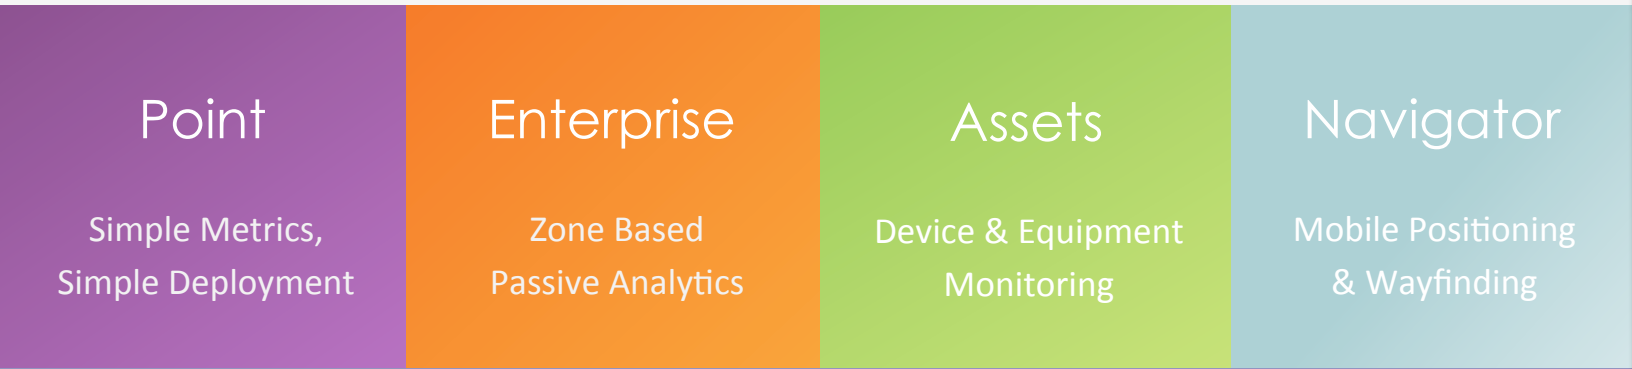 Point
Simple Metrics,
Simple Deployment
Enterprise
Zone Based
Passive Analytics
Assets
Device & Equipment
Monitoring
Navigator
Mobile Positioning
& Wayfinding